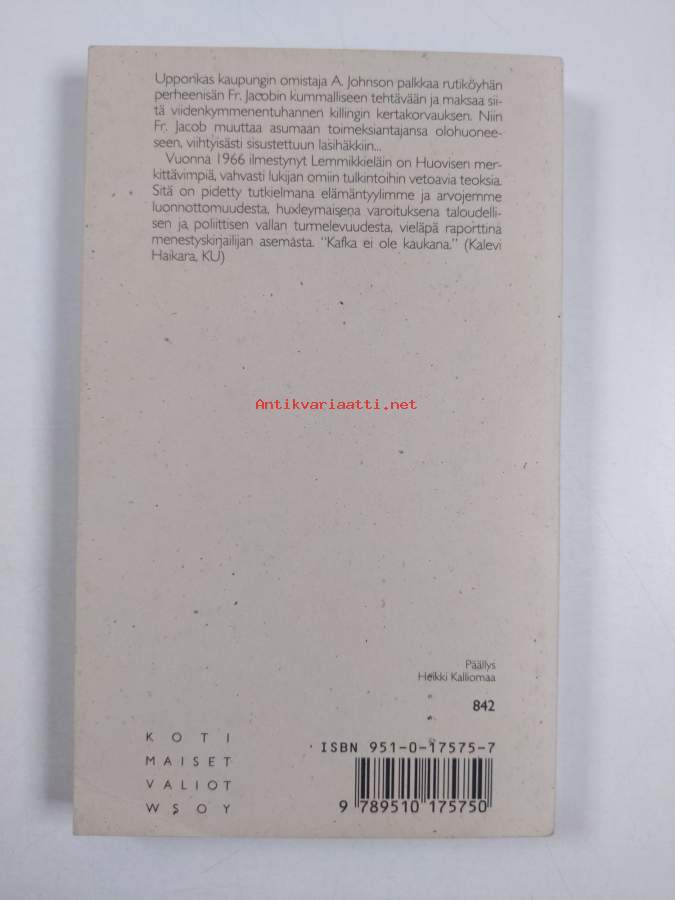 Upporikas kaupungin omistaja A. Johnson palkkaa rutiköyhän
perheenisän Fr. Jacobin kummalliseen tehtävään ja maksaa sii-
tä viidenkymmenentuhannen killingin kertakorvauksen. Niin
Fr. Jacob muuttaa asumaan toimeksiantajansa olohuonee-
seen, viihtyisästi sisustettuun lasihäkkiin...
Vuonna 1966 ilmestynyt Lemmikkieläin on Huovisen mer-
kittävimpiä, vahvasti lukijan omiin tulkintoihin vetoavia teoksia.
Sitä on pidetty tutkielmana elämäntyylimme ja arvojemme
luonnottomuudesta, huxleymaisena varoituksena taloudelli-
sen ja poliittisen vallan turmelevuudesta, vieläpä raporttina
menestyskirjailijan asemasta. "Kafka ei ole kaukana." (Kalevi
Haikara, KU)
Antikvariaatti.net
Päällys
Heikki Kalliomaa
842
KOTI
MAISET
VALIOT
WSOY
ISBN 951-0-17575-7
9 789510 175750